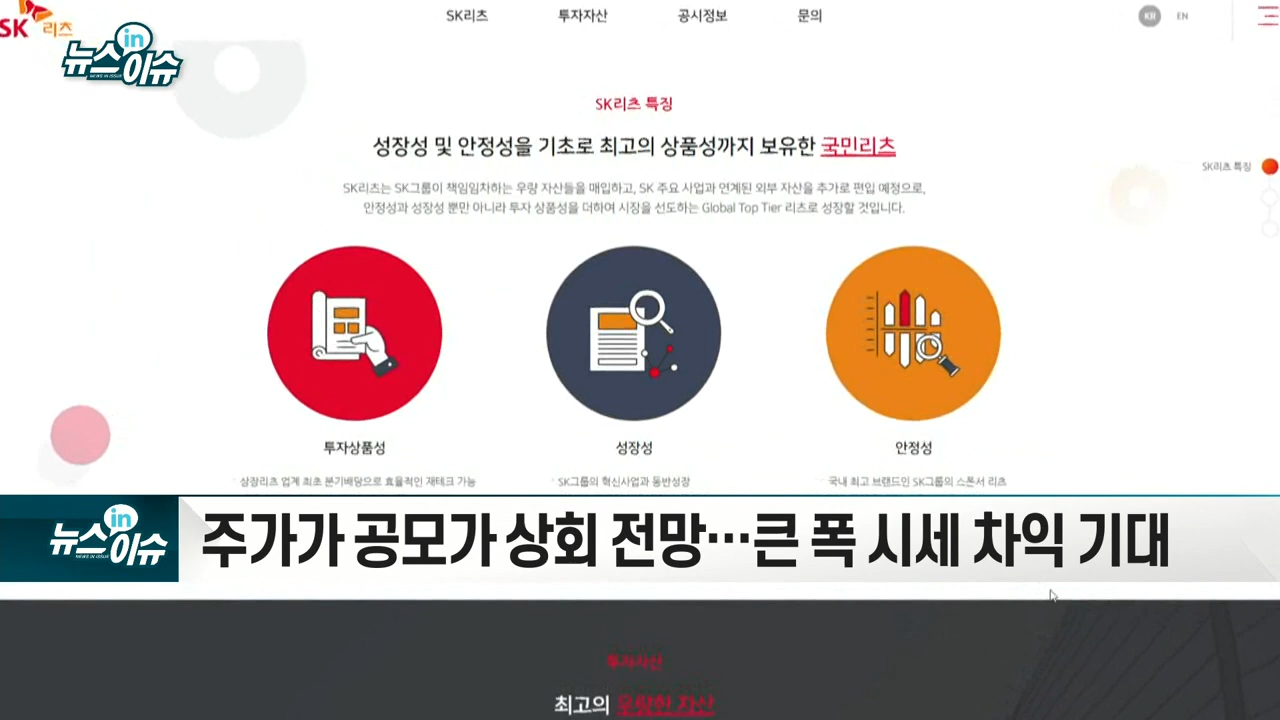 SK리츠 투자자산 공시정보 문의 KR EN
SK 리츠
뉴스in이슈
NEWS IN ISSUE
SK리츠 특징
성장성 및 안정성을 기초로 최고의 상품성까지 보유한 국민리츠
SK리츠 특징
SK리츠는 SK그룹이 책임임차하는 우량 자산들을 매입하고, SK 주요 사업과 연계된 외부 자산을 추가로 편입 예정으로,
안정성과 성장성 뿐만 아니라 투자 상품성을 더하여 시장을 선도하는 Global Top Tier 리츠로 성장할 것입니다.
투자상품성 성장성 안정성
상장리츠 업계 최초 분기배당으로 효율적인 재테크 가능 SK그룹의 혁신사업과 동반성장 국내 최고 브랜드인 SK그룹의 스폰서 리츠
뉴스in이슈
NEWS IN ISSUE
주가가 공모가 상회 전망…큰 폭 시세 차익 기대
투자자산
최고의 우량한 자산